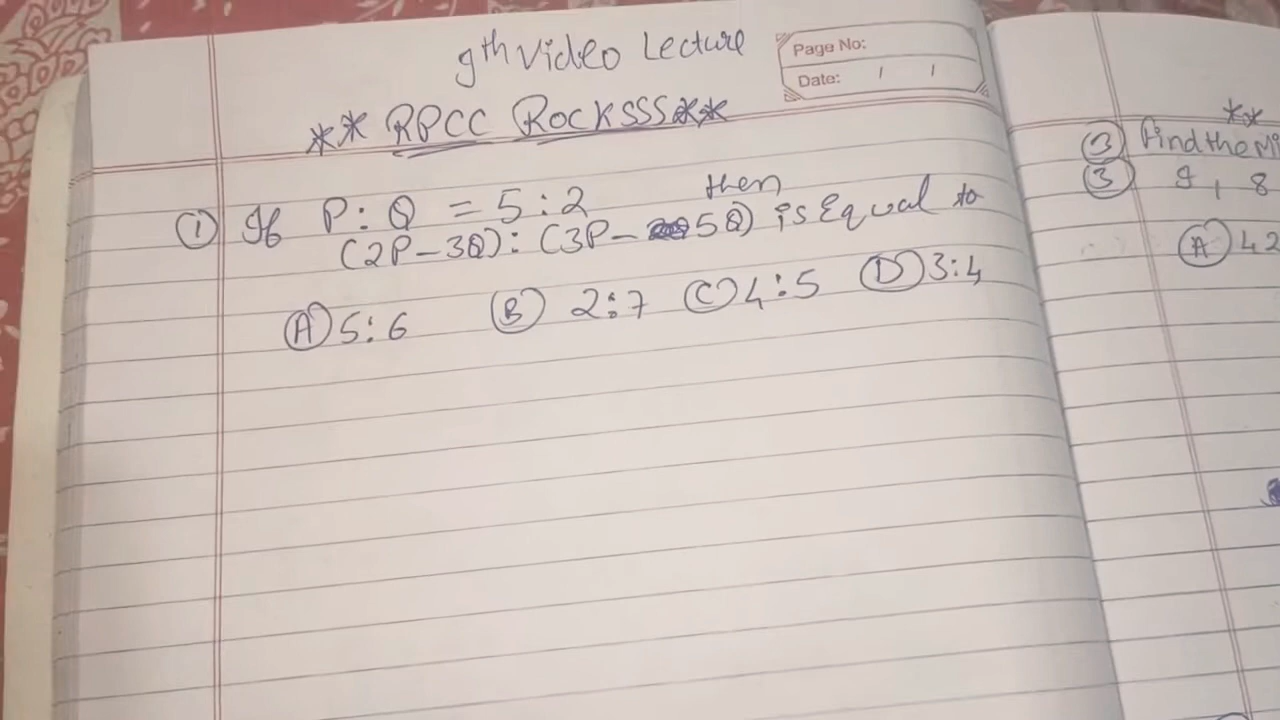 9th Video Lecture
Page No:
Date: / /
** RPCC ROCKSSS**
① If P : Q = 5 : 2 then
(2P-3Q) : (3P- 5Q) is Equal to
Ⓐ 5:6 Ⓑ 2:7 Ⓒ 4:5 Ⓓ 3:4
**
③ Find the
③ 9, 8
Ⓐ 42